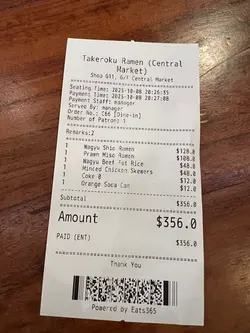 Takeroku Ramen (Central
Market)
Shop G11, G/F Central Market
Seating Time: 2025-10-08 20:25:35
Payment Time: 2025-10-08 20:27:08
Payment Staff: manager
Served By: manager
Order No.: C66 [Dine-in]
Number of Patron: 1
Remarks:2
1 Wagyu Shio Ramen $128.0
1 Prawn Miso Ramen $108.0
1 Wagyu Beef Fat Rice $48.0
1 Minced Chicken Skewers $48.0
1 Coke 0 $12.0
1 Orange Soda Can $12.0
Subtotal $356.0
Amount $356.0
PAID (ENT) $356.0
Thank You
Powered by Eats365